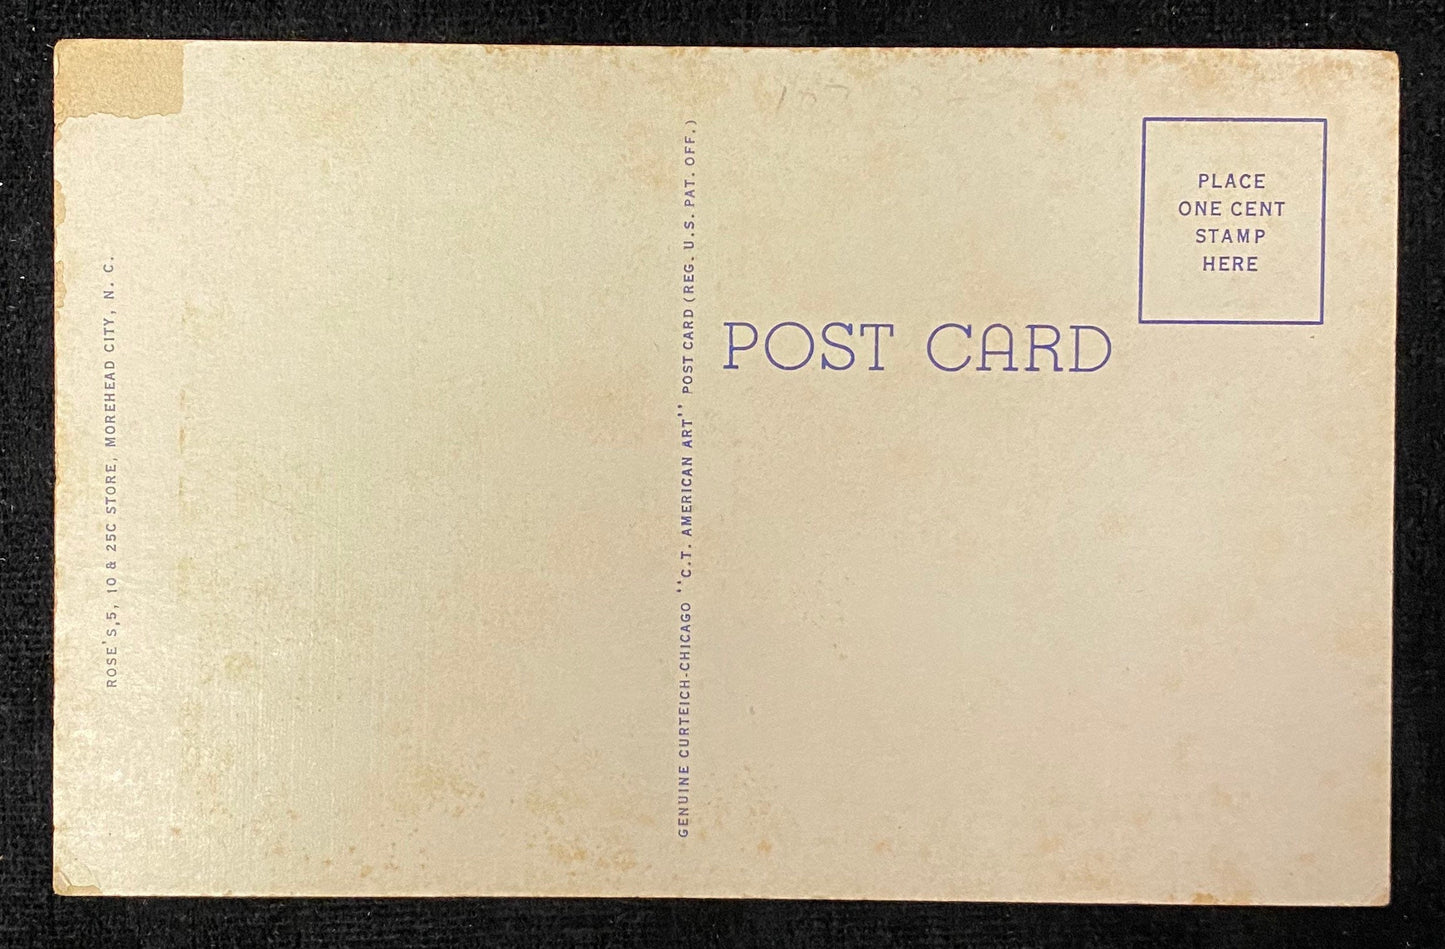 ROSE'S,5, 10 & 25C STORE, MOREHEAD CITY, N. C.
GENUINE CURTEICH-CHICAGO "C.T. AMERICAN ART" POST CARD (REG. U.S. PAT. OFF.)
POST CARD
PLACE
ONE CENT
STAMP
HERE